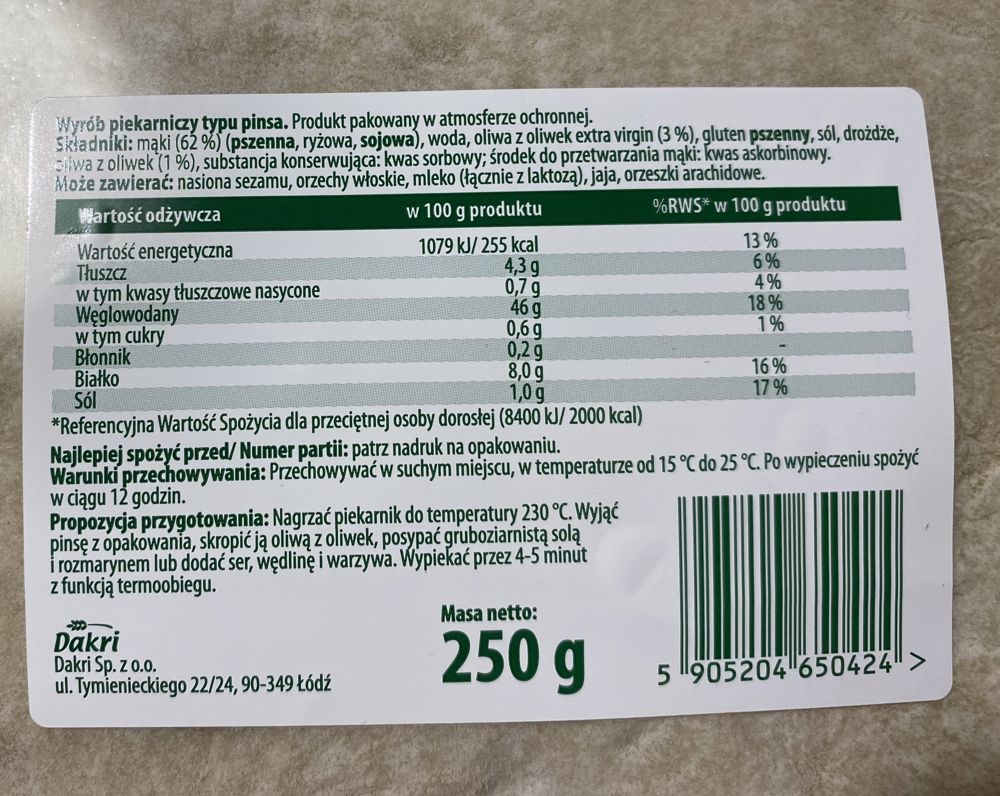 Wyrób piekarniczy typu pinsa. Produkt pakowany w atmosferze ochronnej.
Składniki: mąki (62 %) (pszenna, ryżowa, sojowa), woda, oliwa z oliwek extra virgin (3 %), gluten pszenny, sól, drożdże,
oliwa z oliwek (1 %), substancja konserwująca: kwas sorbowy; środek do przetwarzania mąki: kwas askorbinowy.
Może zawierać: nasiona sezamu, orzechy włoskie, mleko (łącznie z laktozą), jaja, orzeszki arachidowe.
Wartość odżywcza w 100 g produktu %RWS* w 100 g produktu
Wartość energetyczna 1079 kJ/ 255 kcal 13 %
Tłuszcz 4,3 g 6 %
w tym kwasy tłuszczowe nasycone 0,7 g 4 %
Węglowodany 46 g 18 %
w tym cukry 0,6 g 1 %
Błonnik 0,2 g -
Białko 8,0 g 16 %
Sól 1,0 g 17 %
*Referencyjna Wartość Spożycia dla przeciętnej osoby dorosłej (8400 kJ/ 2000 kcal)
Najlepiej spożyć przed/ Numer partii: patrz nadruk na opakowaniu.
Warunki przechowywania: Przechowywać w suchym miejscu, w temperaturze od 15 °C do 25 °C. Po wypieczeniu spożyć
w ciągu 12 godzin.
Propozycja przygotowania: Nagrzać piekarnik do temperatury 230 °C. Wyjąć
pinsę z opakowania, skropić ją oliwą z oliwek, posypać gruboziarnistą solą
i rozmarynem lub dodać ser, wędlinę i warzywa. Wypiekać przez 4-5 minut
z funkcją termoobiegu.
Dakri
Dakri Sp. z o.o.
ul. Tymienieckiego 22/24, 90-349 Łódź
Masa netto:
250 g
5 905204 650424 >